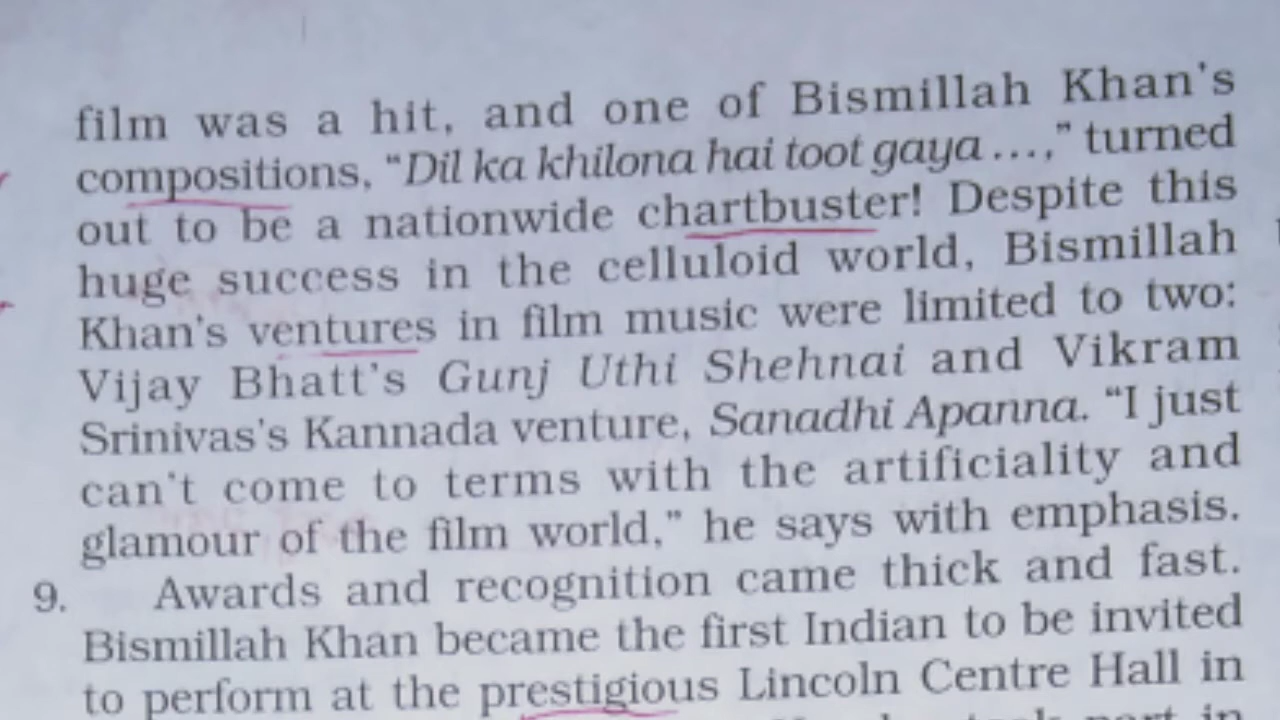 film was a hit, and one of Bismillah Khan's
compositions, “Dil ka khilona hai toot gaya ...,” turned
out to be a nationwide chartbuster! Despite this
huge success in the celluloid world, Bismillah
Khan's ventures in film music were limited to two:
Vijay Bhatt's Gunj Uthi Shehnai and Vikram
Srinivas's Kannada venture, Sanadhi Apanna. “I just
can't come to terms with the artificiality and
glamour of the film world,” he says with emphasis.
9. Awards and recognition came thick and fast.
Bismillah Khan became the first Indian to be invited
to perform at the prestigious Lincoln Centre Hall in